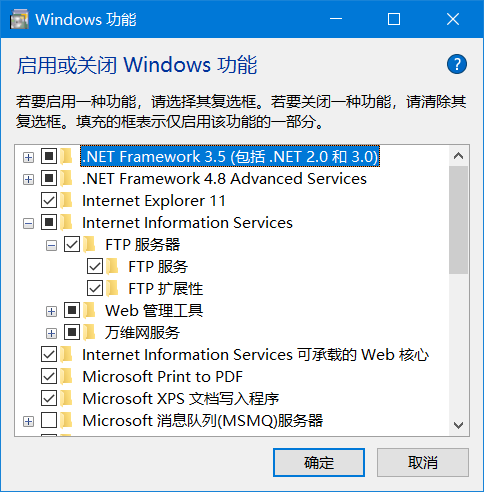 Windows 功能
启用或关闭 Windows 功能
?
若要启用一种功能，请选择其复选框。若要关闭一种功能，请清除其
复选框。填充的框表示仅启用该功能的一部分。
.NET Framework 3.5 (包括 .NET 2.0 和 3.0)
.NET Framework 4.8 Advanced Services
Internet Explorer 11
Internet Information Services
FTP 服务器
FTP 服务
FTP 扩展性
Web 管理工具
万维网服务
Internet Information Services 可承载的 Web 核心
Microsoft Print to PDF
Microsoft XPS 文档写入程序
Microsoft 消息队列(MSMQ)服务器
确定
取消